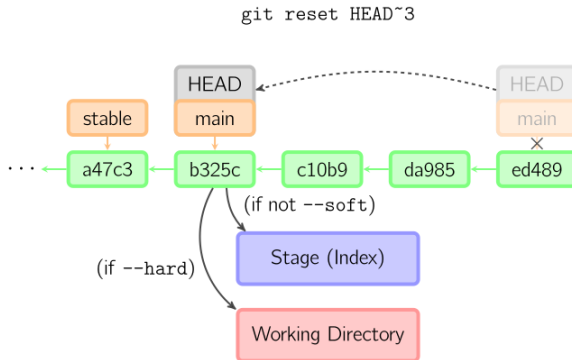 git reset HEAD~3
HEAD
HEAD
stable
main
main
... a47c3 b325c c10b9 da985 ed489
(if not --soft)
Stage (Index)
(if --hard)
Working Directory